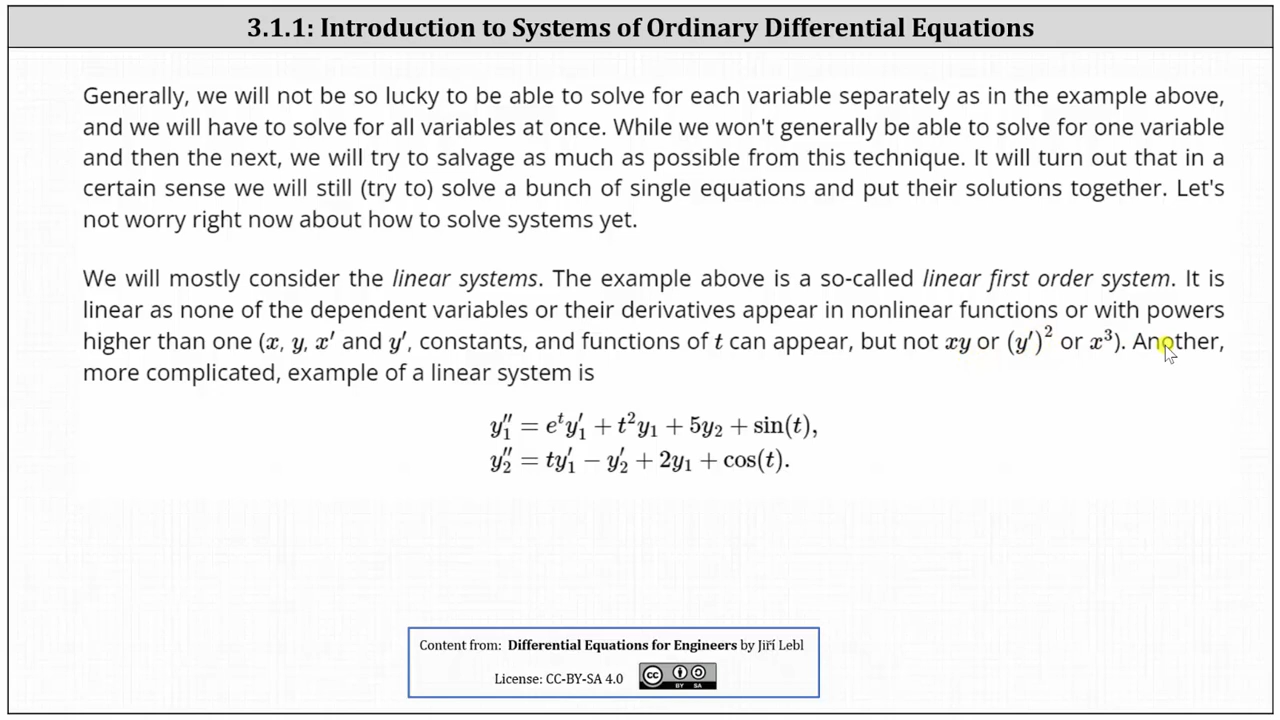 3.1.1: Introduction to Systems of Ordinary Differential Equations
Generally, we will not be so lucky to be able to solve for each variable separately as in the example above,
and we will have to solve for all variables at once. While we won't generally be able to solve for one variable
and then the next, we will try to salvage as much as possible from this technique. It will turn out that in a
certain sense we will still (try to) solve a bunch of single equations and put their solutions together. Let's
not worry right now about how to solve systems yet.
We will mostly consider the linear systems. The example above is a so-called linear first order system. It is
linear as none of the dependent variables or their derivatives appear in nonlinear functions or with powers
higher than one (x, y, x′ and y′, constants, and functions of t can appear, but not xy or (y′)² or x³). Another,
more complicated, example of a linear system is
y₁″ = eᵗy₁′ + t²y₁ + 5y₂ + sin(t),
y₂″ = ty₁′ − y₂′ + 2y₁ + cos(t).
Content from: Differential Equations for Engineers by Jiří Lebl
License: CC-BY-SA 4.0
cc BY SA